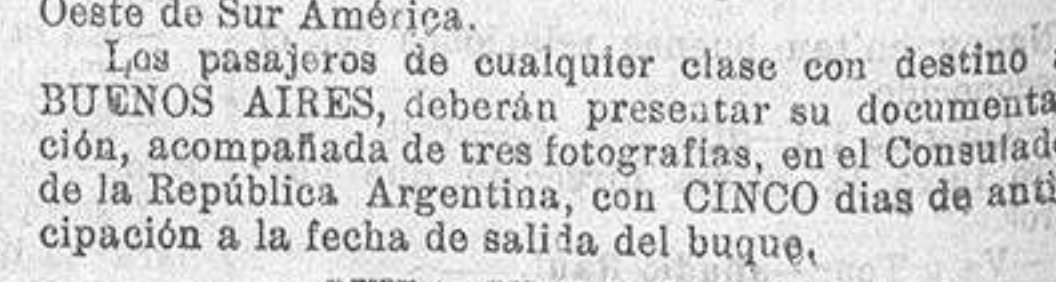 Oeste de Sur América.
Los pasajeros de cualquier clase con destino
BUENOS AIRES, deberán presentar su documenta
ción, acompañada de tres fotografías, en el Consulad
de la República Argentina, con CINCO dias de anti
cipación a la fecha de salida del buque.